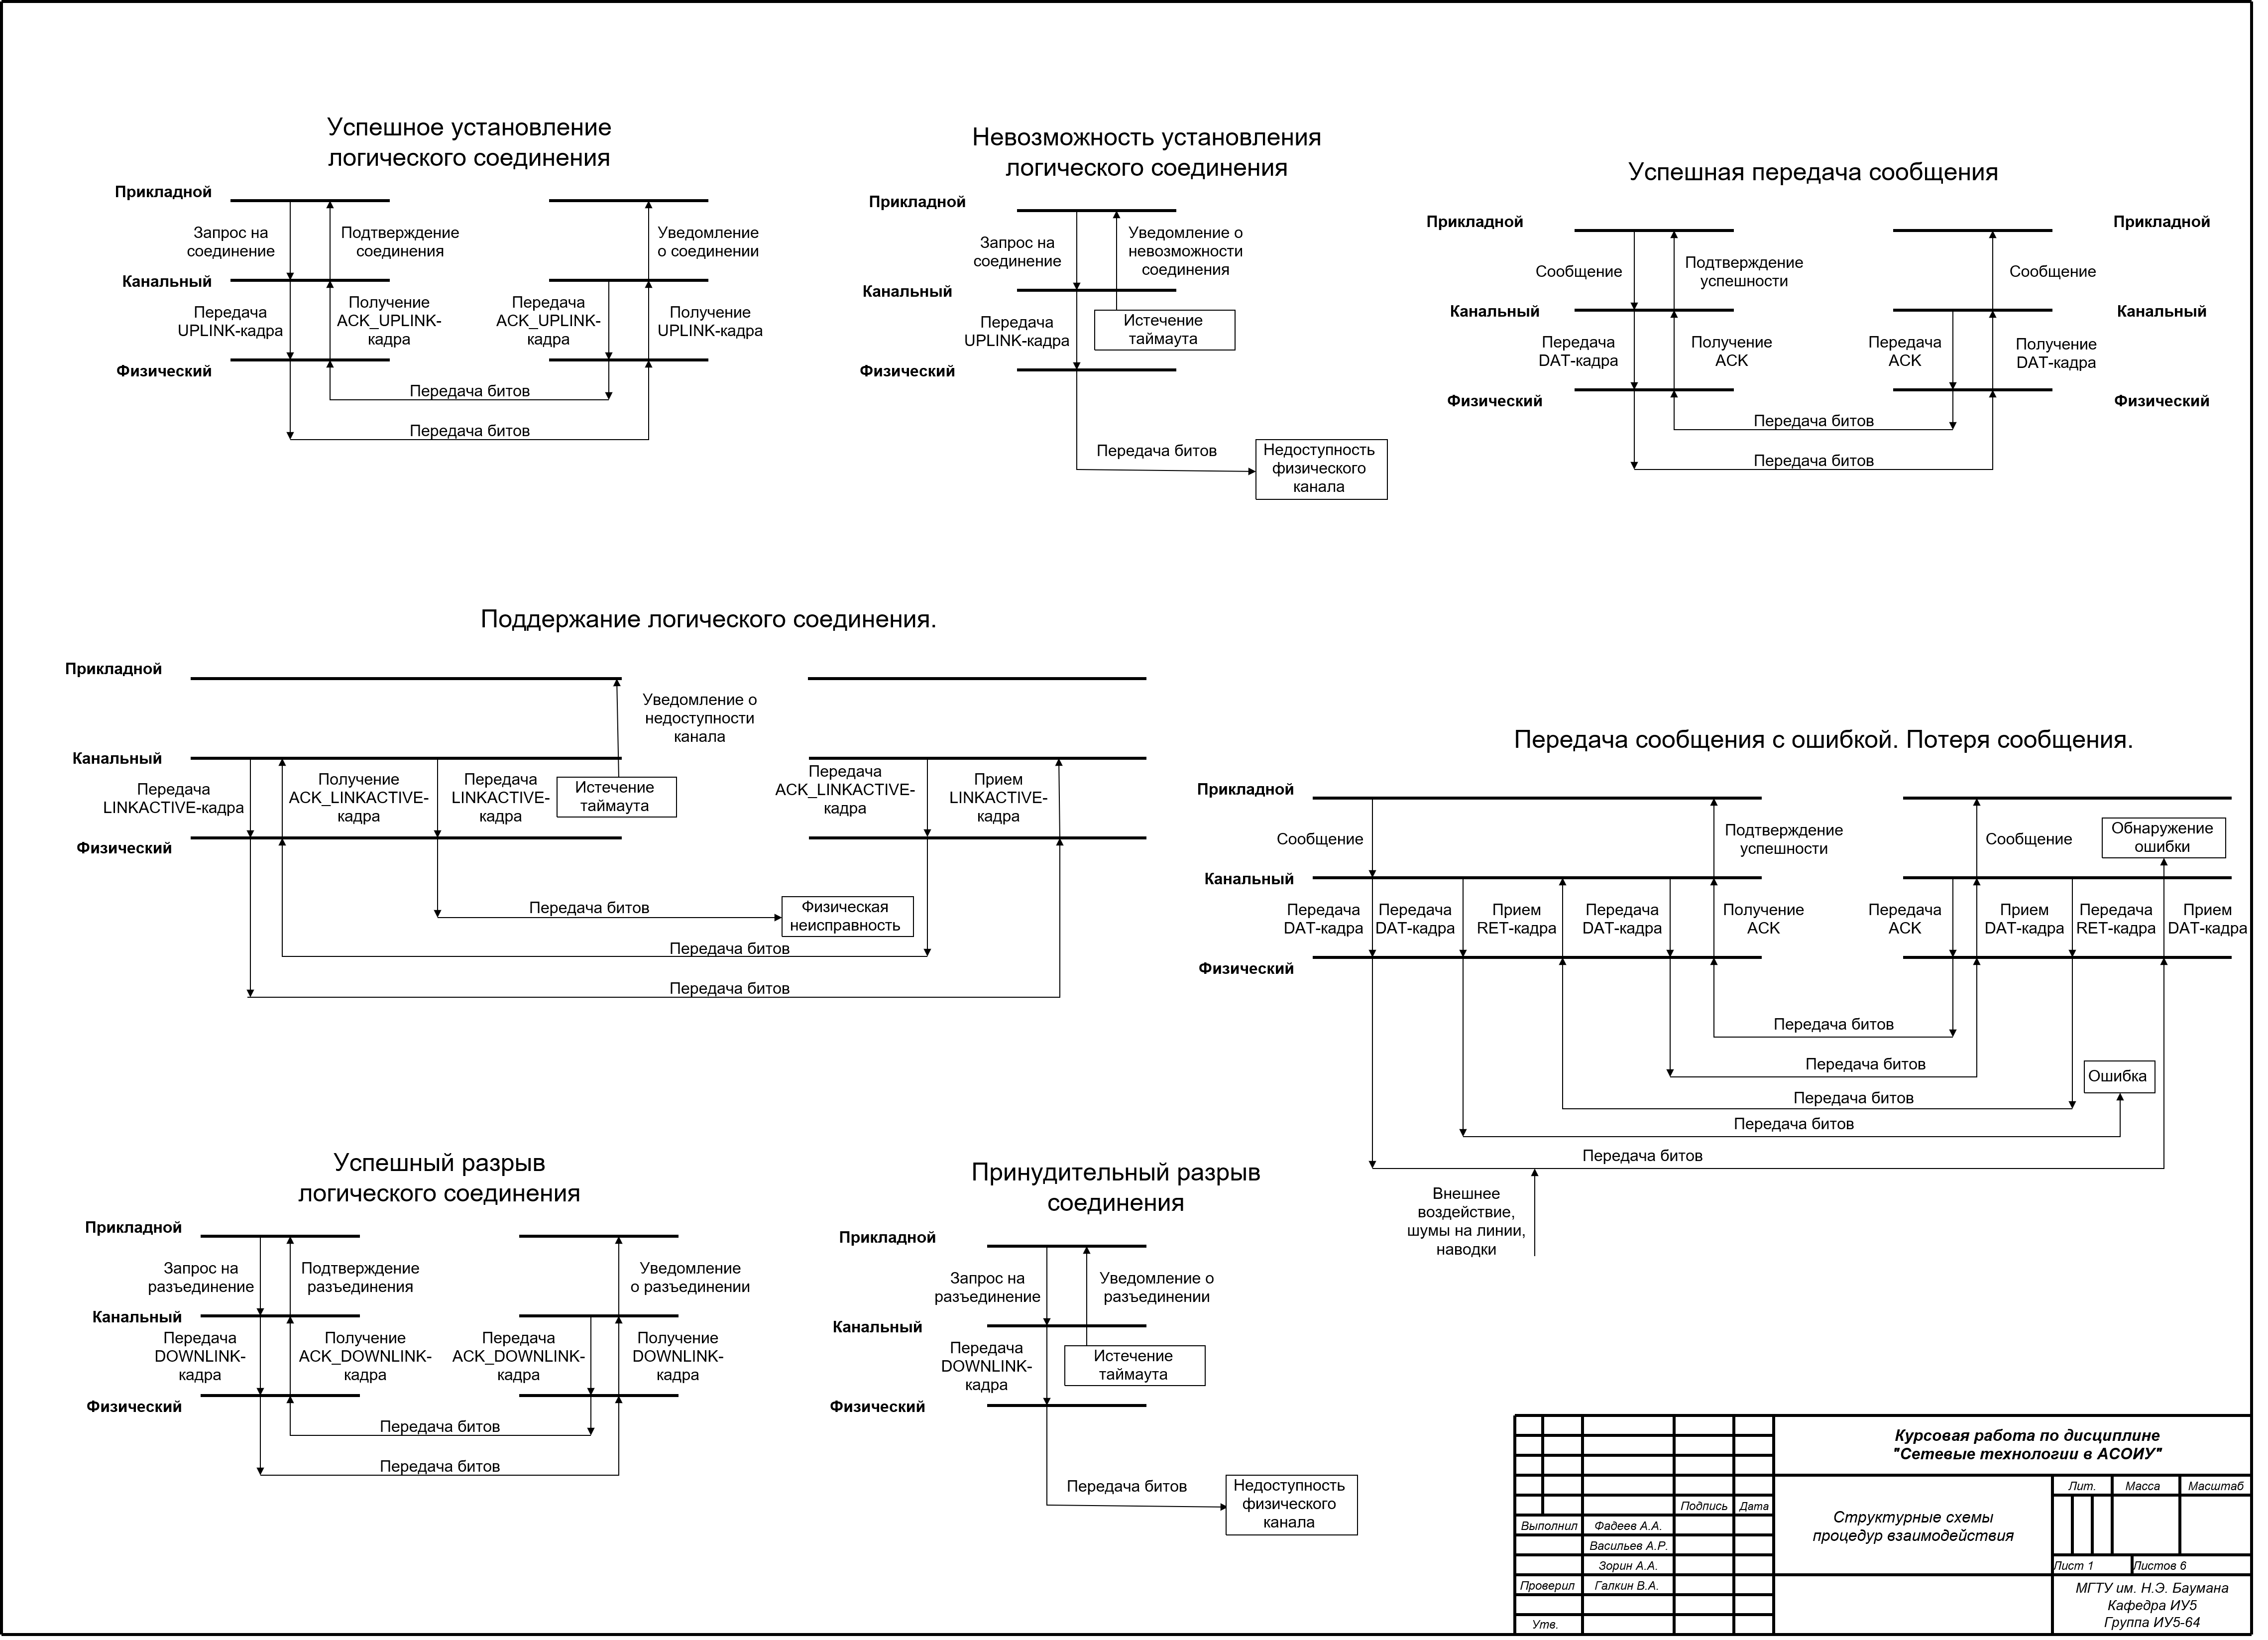 Успешное установление
логического соединения
Прикладной
Запрос на
соединение
Подтверждение
соединения
Уведомление
о соединении
Канальный
Передача
UPLINK-кадра
Получение
ACK_UPLINK-
кадра
Передача
ACK_UPLINK-
кадра
Получение
UPLINK-кадра
Физический
Передача битов
Передача битов
Невозможность установления
логического соединения
Прикладной
Запрос на
соединение
Уведомление о
невозможности
соединения
Канальный
Передача
UPLINK-кадра
Истечение
таймаута
Физический
Передача битов
Недоступность
физического
канала
Успешная передача сообщения
Прикладной
Прикладной
Сообщение
Подтверждение
успешности
Сообщение
Канальный
Канальный
Передача
DAT-кадра
Получение
ACK
Передача
ACK
Получение
DAT-кадра
Физический
Физический
Передача битов
Передача битов
Поддержание логического соединения.
Прикладной
Уведомление о
недоступности
канала
Канальный
Передача
LINKACTIVE-кадра
Получение
ACK_LINKACTIVE-
кадра
Передача
LINKACTIVE-
кадра
Истечение
таймаута
Передача
ACK_LINKACTIVE-
кадра
Прием
LINKACTIVE-
кадра
Физический
Передача битов
Физическая
неисправность
Передача битов
Передача битов
Передача сообщения с ошибкой. Потеря сообщения.
Прикладной
Сообщение
Подтверждение
успешности
Сообщение
Обнаружение
ошибки
Канальный
Передача
DAT-кадра
Передача
DAT-кадра
Прием
RET-кадра
Передача
DAT-кадра
Получение
ACK
Передача
ACK
Прием
DAT-кадра
Передача
RET-кадра
Прием
DAT-кадра
Физический
Передача битов
Передача битов
Ошибка
Передача битов
Передача битов
Передача битов
Внешнее
воздействие,
шумы на линии,
наводки
Успешный разрыв
логического соединения
Прикладной
Запрос на
разъединение
Подтверждение
разъединения
Уведомление
о разъединении
Канальный
Передача
DOWNLINK-
кадра
Получение
ACK_DOWNLINK-
кадра
Передача
ACK_DOWNLINK-
кадра
Получение
DOWNLINK-
кадра
Физический
Передача битов
Передача битов
Принудительный разрыв
соединения
Прикладной
Запрос на
разъединение
Уведомление о
разъединении
Канальный
Передача
DOWNLINK-
кадра
Истечение
таймаута
Физический
Передача битов
Недоступность
физического
канала
Курсовая работа по дисциплине
"Сетевые технологии в АСОИУ"
Подпись Дата
Выполнил Фадеев А.А.
Васильев А.Р.
Зорин А.А.
Проверил Галкин В.А.
Утв.
Структурные схемы
процедур взаимодействия
Лит. Масса Масштаб
Лист 1 Листов 6
МГТУ им. Н.Э. Баумана
Кафедра ИУ5
Группа ИУ5-64